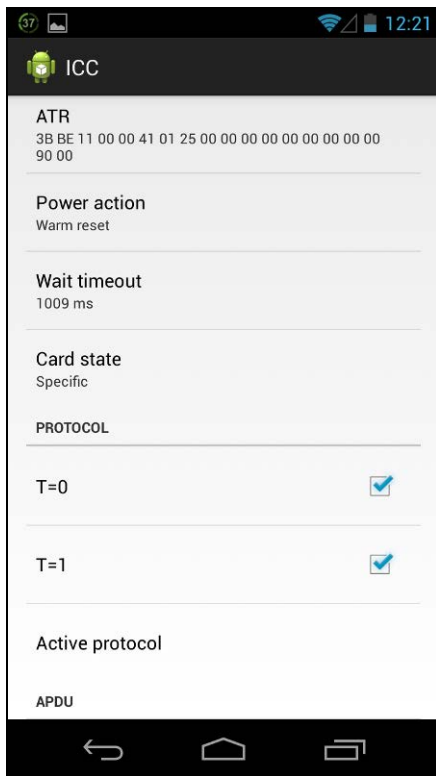 37
12:21
ICC
ATR
3B BE 11 00 00 41 01 25 00 00 00 00 00 00 00 00 00
90 00
Power action
Warm reset
Wait timeout
1009 ms
Card state
Specific
PROTOCOL
T=0
T=1
Active protocol
APDU